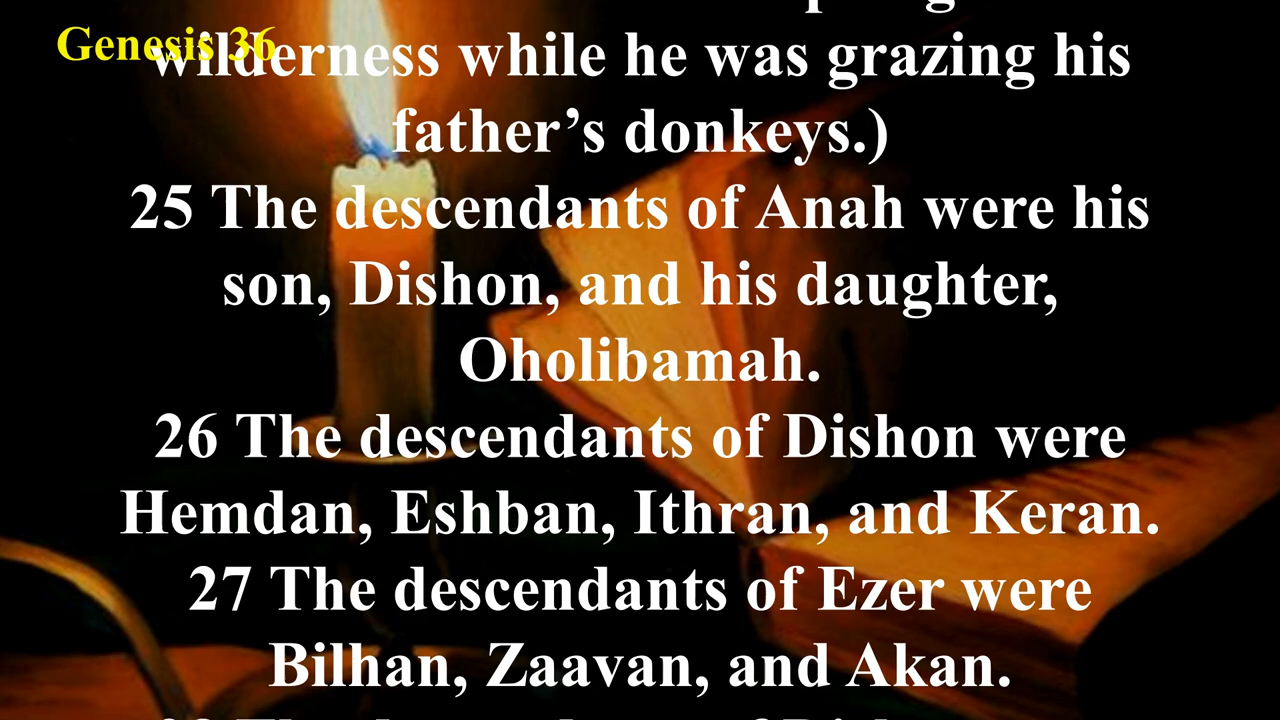 Genesis 36
wilderness while he was grazing his
father’s donkeys.)
25 The descendants of Anah were his
son, Dishon, and his daughter,
Oholibamah.
26 The descendants of Dishon were
Hemdan, Eshban, Ithran, and Keran.
27 The descendants of Ezer were
Bilhan, Zaavan, and Akan.